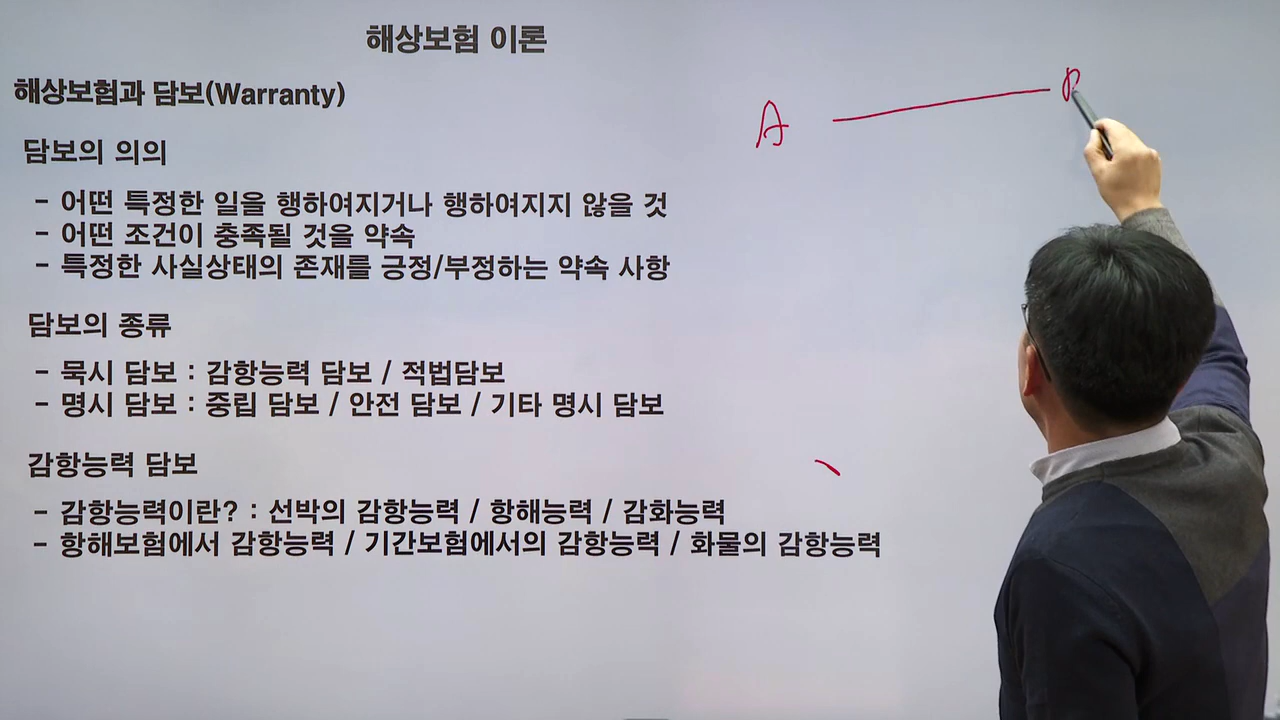 해상보험 이론
해상보험과 담보(Warranty)
담보의 의의
- 어떤 특정한 일을 행하여지거나 행하여지지 않을 것
- 어떤 조건이 충족될 것을 약속
- 특정한 사실상태의 존재를 긍정/부정하는 약속 사항
담보의 종류
- 묵시 담보 : 감항능력 담보 / 적법담보
- 명시 담보 : 중립 담보 / 안전 담보 / 기타 명시 담보
감항능력 담보
- 감항능력이란? : 선박의 감항능력 / 항해능력 / 감화능력
- 항해보험에서 감항능력 / 기간보험에서의 감항능력 / 화물의 감항능력
A